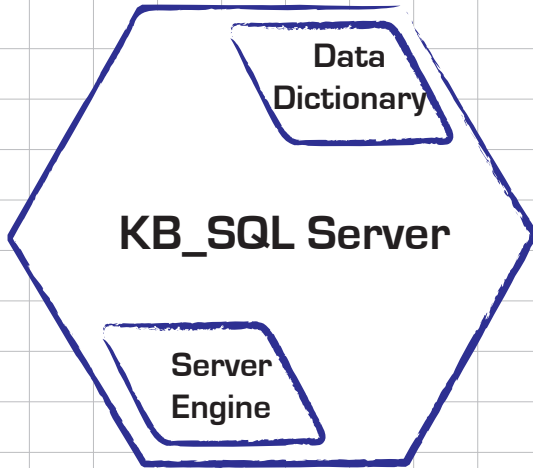 Data
Dictionary
KB_SQL Server
Server
Engine